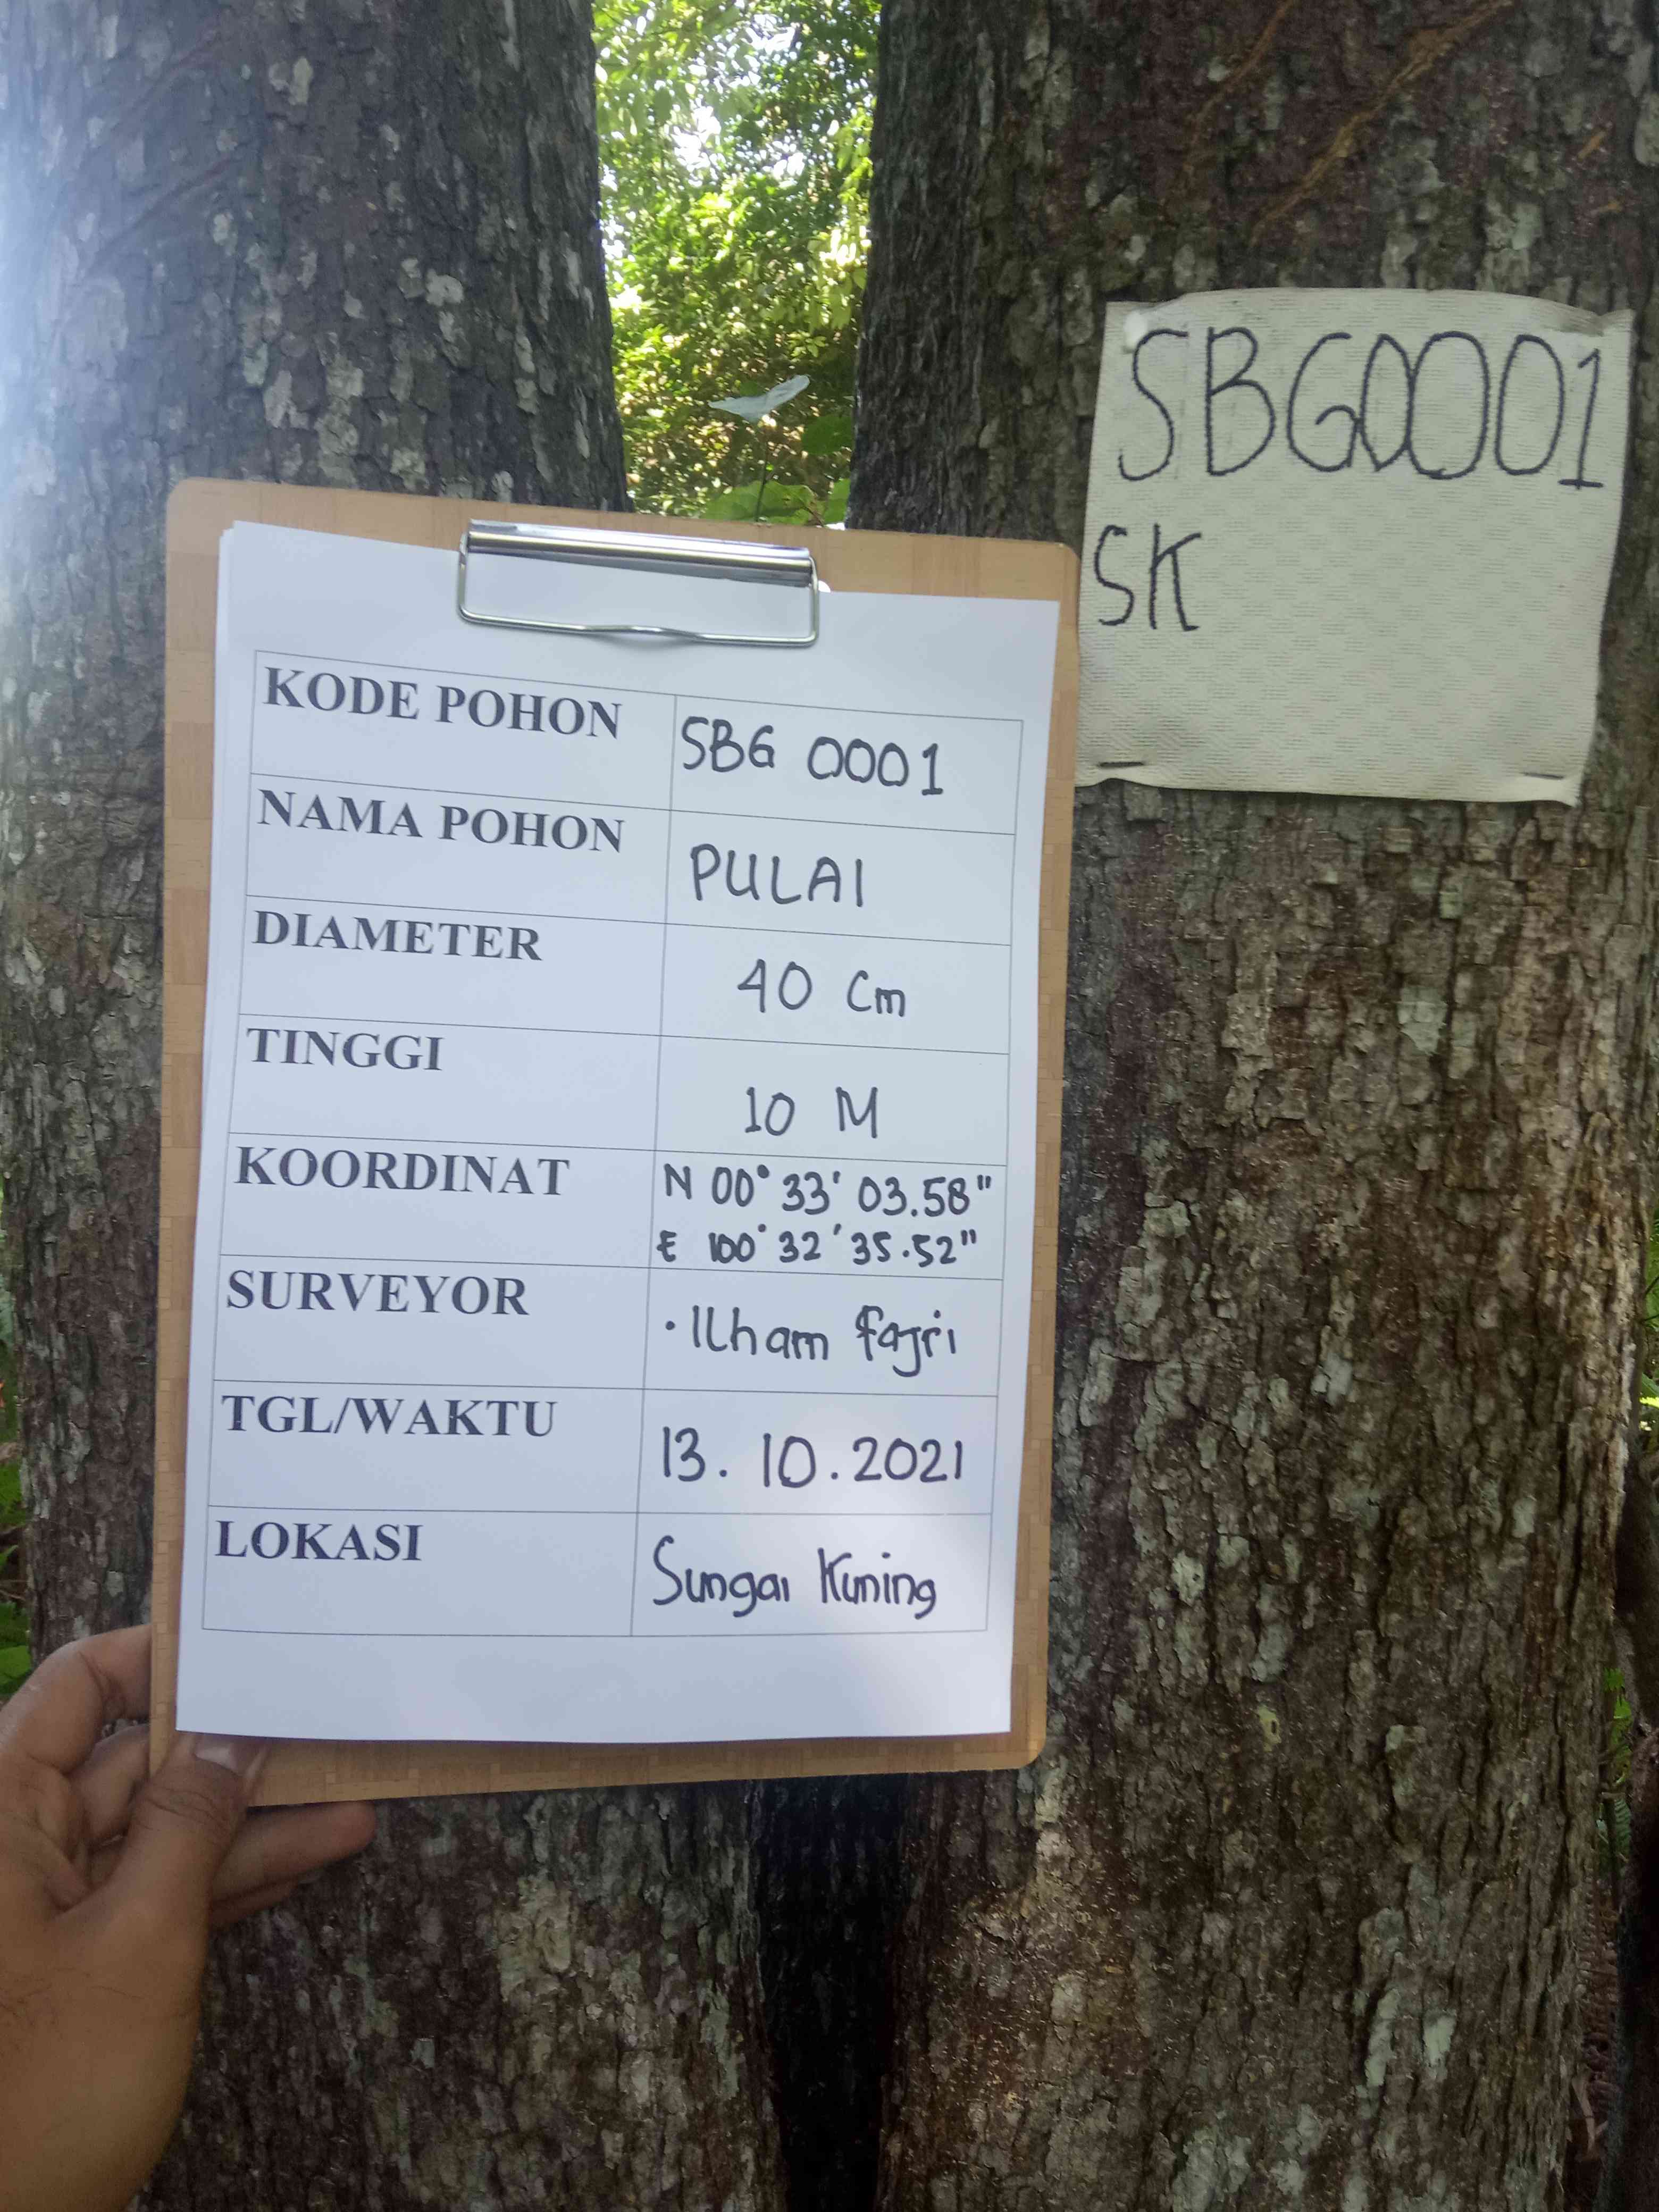 SBG0001
SK
KODE POHON SBG 0001
NAMA POHON PULAI
DIAMETER 40 Cm
TINGGI 10 M
KOORDINAT N 00° 33' 03.58"
E 100° 32' 35.52"
SURVEYOR • Ilham Fajri
TGL/WAKTU 13.10.2021
LOKASI Sungai Kuning